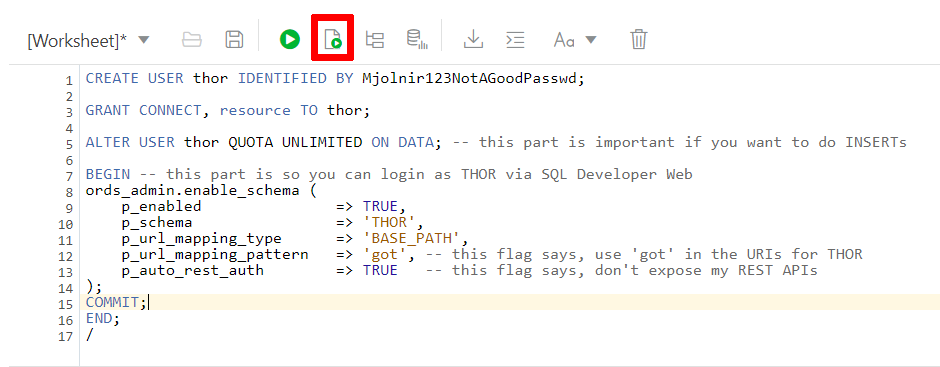 [Worksheet]* Aa
1 CREATE USER thor IDENTIFIED BY Mjolnir123NotAGoodPasswd;
2
3 GRANT CONNECT, resource TO thor;
4
5 ALTER USER thor QUOTA UNLIMITED ON DATA; -- this part is important if you want to do INSERTs
6
7 BEGIN -- this part is so you can login as THOR via SQL Developer Web
8 ords_admin.enable_schema (
9 p_enabled => TRUE,
10 p_schema => 'THOR',
11 p_url_mapping_type => 'BASE_PATH',
12 p_url_mapping_pattern => 'got', -- this flag says, use 'got' in the URIs for THOR
13 p_auto_rest_auth => TRUE -- this flag says, don't expose my REST APIs
14 );
15 COMMIT;
16 END;
17 /